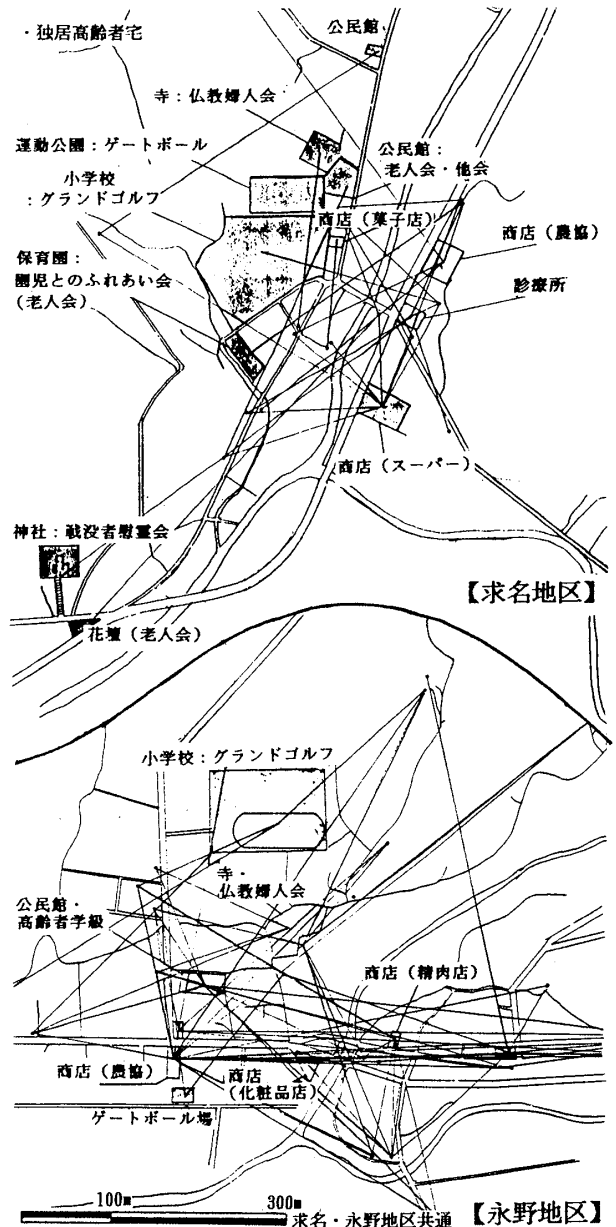 ・独居高齢者宅
公民館
寺：仏教婦人会
運動公園：ゲートボール
公民館：
老人会・他会
小学校
：グランドゴルフ
商店（菓子店）
商店（農協）
保育園：
園児とのふれあい会
（老人会）
診療所
商店（スーパー）
神社：戦没者慰霊会
【求名地区】
花壇（老人会）
小学校：グランドゴルフ
寺・
仏教婦人会
公民館・
高齢者学級
商店（精肉店）
商店（農協）
商店
（化粧品店）
ゲートボール場
100m
300m
求名・永野地区共通
【永野地区】